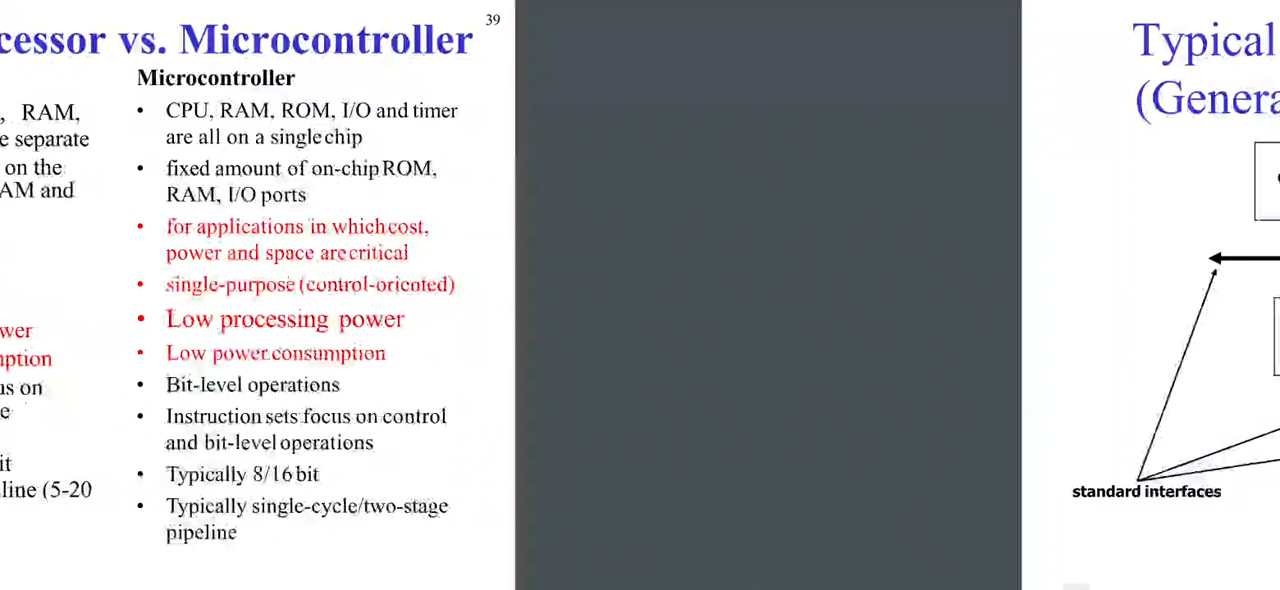 39
cessor vs. Microcontroller
, RAM,
e separate
on the
AM and
wer
nption
us on
e
it
line (5-20
Microcontroller
• CPU, RAM, ROM, I/O and timer
are all on a single chip
• fixed amount of on-chip ROM,
RAM, I/O ports
• for applications in which cost,
power and space are critical
• single-purpose (control-oriented)
• Low processing power
• Low power consumption
• Bit-level operations
• Instruction sets focus on control
and bit-level operations
• Typically 8/16 bit
• Typically single-cycle/two-stage
pipeline
Typical
(Genera
standard interfaces